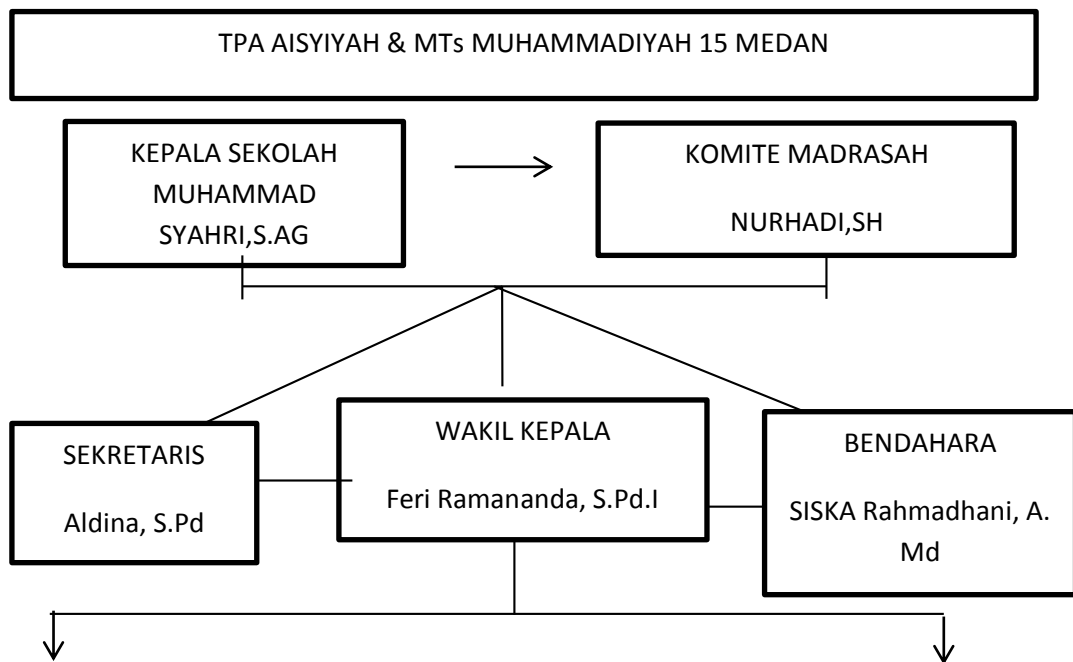 TPA AISYIYAH & MTs MUHAMMADIYAH 15 MEDAN
KEPALA SEKOLAH
MUHAMMAD
SYAHRI,S.AG
KOMITE MADRASAH
NURHADI,SH
SEKRETARIS
Aldina, S.Pd
WAKIL KEPALA
Feri Ramananda, S.Pd.I
BENDAHARA
SISKA Rahmadhani, A.
Md